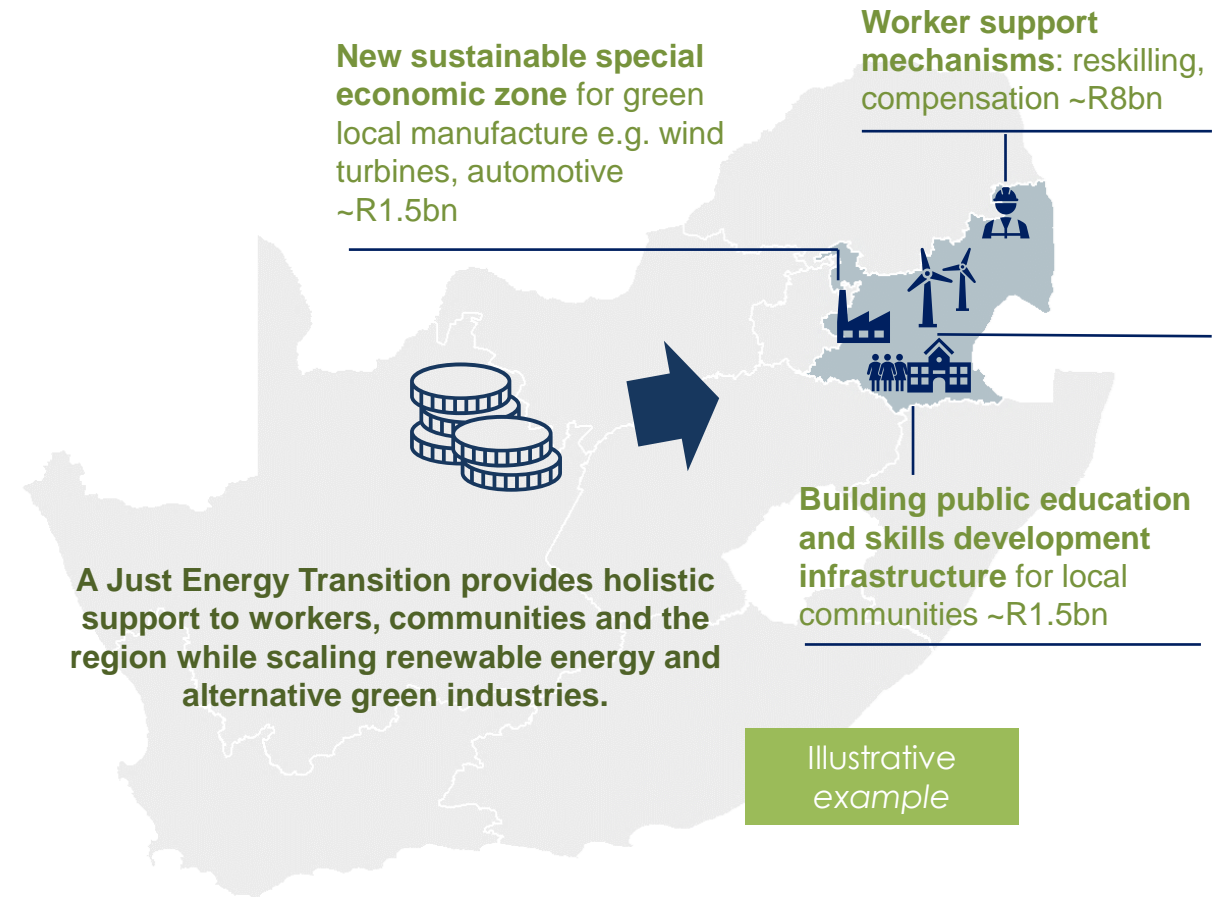 New sustainable special
economic zone for green
local manufacture e.g. wind
turbines, automotive
~R1.5bn
Worker support
mechanisms: reskilling,
compensation ~R8bn
Building public education
and skills development
infrastructure for local
communities ~R1.5bn
A Just Energy Transition provides holistic
support to workers, communities and the
region while scaling renewable energy and
alternative green industries.
Illustrative
example